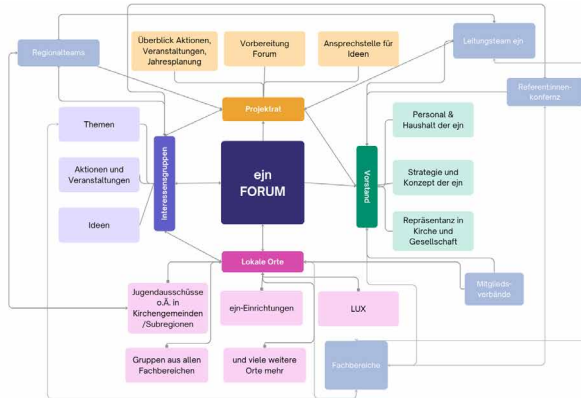 Überblick Aktionen,
Veranstaltungen,
Jahresplanung
Vorbereitung
Forum
Ansprechstelle für
Ideen
Leitungsteam ejn
Regionalteams
Referentinnen-
konfernz
Projektrat
Themen
Aktionen und
Veranstaltungen
Ideen
Interessensgruppen
ejn
FORUM
Vorstand
Personal &
Haushalt der ejn
Strategie und
Konzept der ejn
Repräsentanz in
Kirche und
Gesellschaft
Lokale Orte
Jugendausschüsse
o.Ä. in
Kirchengemeinden
/Subregionen
ejn-Einrichtungen
LUX
Mitglieds-
verbände
Gruppen aus allen
Fachbereichen
und viele weitere
Orte mehr
Fachbereiche